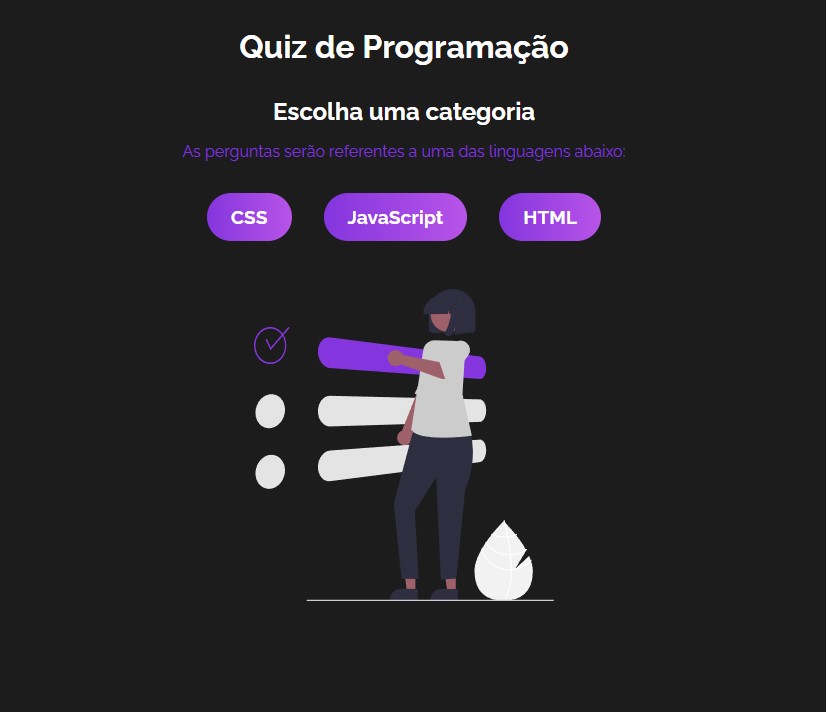 Quiz de Programação
Escolha uma categoria
As perguntas serão referentes a uma das linguagens abaixo:
CSS JavaScript HTML